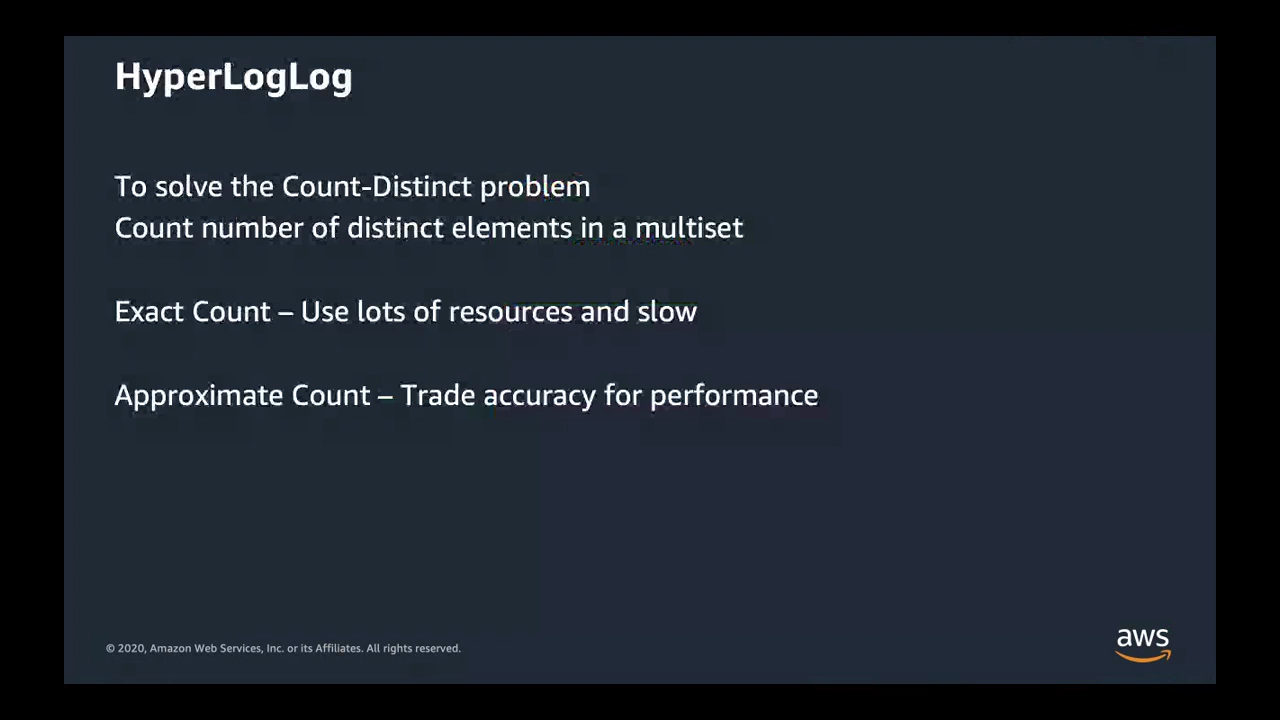 HyperLogLog
To solve the Count-Distinct problem
Count number of distinct elements in a multiset
Exact Count – Use lots of resources and slow
Approximate Count – Trade accuracy for performance
© 2020, Amazon Web Services, Inc. or its Affiliates. All rights reserved.
aws